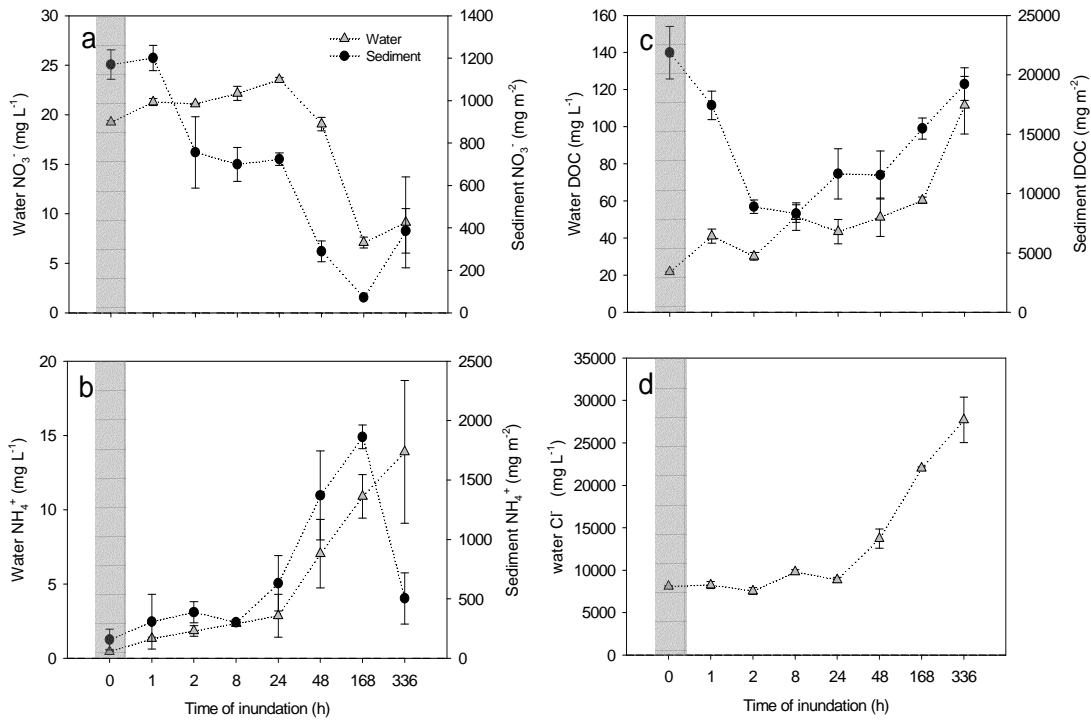 a
Water
Sediment
30
25
20
15
10
5
0
Water NO₃⁻ (mg L⁻¹)
1400
1200
1000
800
600
400
200
0
Sediment NO₃⁻ (mg m⁻²)
c
160
140
120
100
80
60
40
20
0
Water DOC (mg L⁻¹)
25000
20000
15000
10000
5000
0
Sediment lDOC (mg m⁻²)
b
20
15
10
5
0
Water NH₄⁺ (mg L⁻¹)
2500
2000
1500
1000
500
0
Sediment NH₄⁺ (mg m⁻²)
0 1 2 8 24 48 168 336
Time of inundation (h)
d
40000
35000
30000
25000
20000
15000
10000
5000
0
water Cl⁻ (mg L⁻¹)
0 1 2 8 24 48 168 336
Time of inundation (h)